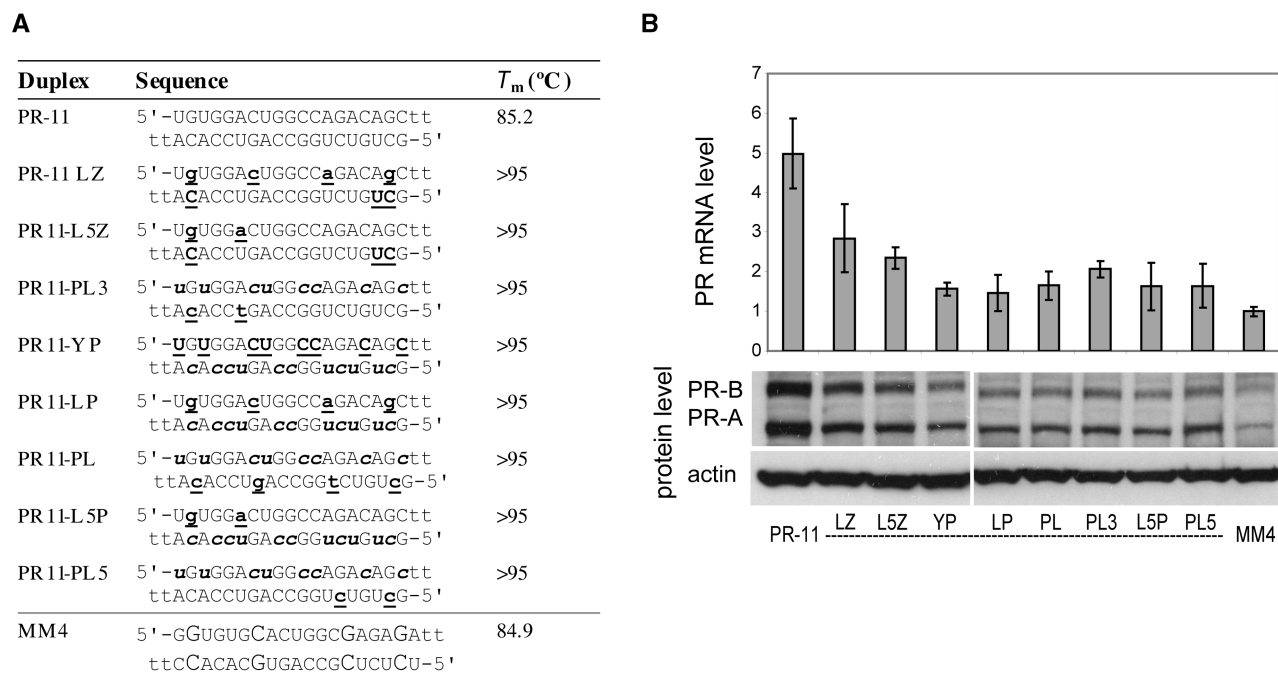 A
Duplex Sequence Tm (ºC)
PR-11 5'-UGUGGACUGGCCAGACAGCtt 85.2
ttACACCUGACCGGUCUGUCG-5'
PR-11 LZ 5'-UgUGGAcUGGCCaGACAgCtt >95
ttACACCUGACCGGUCUGUCG-5'
PR11-L5Z 5'-UgUGGaCUGGCCAGACAGCtt >95
ttACACCUGACCGGUCUGUCG-5'
PR11-PL3 5'-uGuGGAcuGGccAGAcAGctt >95
ttAcACCtGACCGGUCUGUCG-5'
PR11-YP 5'-UGUGGACUGGCCAGACAGCtt >95
ttAcAccuGAccGGucuGucG-5'
PR11-LP 5'-UgUGGAcUGGCCaGACAgCtt >95
ttAcAccuGAccGGucuGucG-5'
PR11-PL 5'-uGuGGAcuGGccAGAcAGctt >95
ttAcACCUgACCGGtCUGUcG-5'
PR11-L5P 5'-UgUGGaCUGGCCAGACAGCtt >95
ttAcAccuGAccGGucuGucG-5'
PR11-PL5 5'-uGuGGAcuGGccAGAcAGctt >95
ttACACCUGACCGGUcUGUcG-5'
MM4 5'-GGUGUGCACUGGCGAGAGAtt 84.9
ttCCACACGUGACCGCUCUCU-5'
B
PR mRNA level
7
6
5
4
3
2
1
0
protein level
PR-B
PR-A
actin
PR-11 LZ L5Z YP LP PL PL3 L5P PL5 MM4